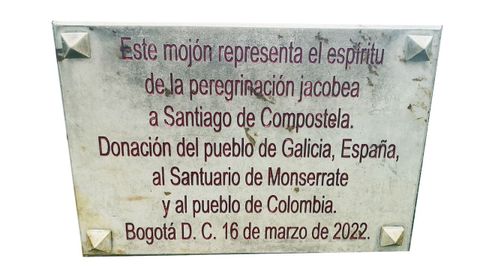 Este mojón representa el espíritu
de la peregrinación jacobea
a Santiago de Compostela.
Donación del pueblo de Galicia, España,
al Santuario de Monserrate
y al pueblo de Colombia.
Bogotá D. C. 16 de marzo de 2022.